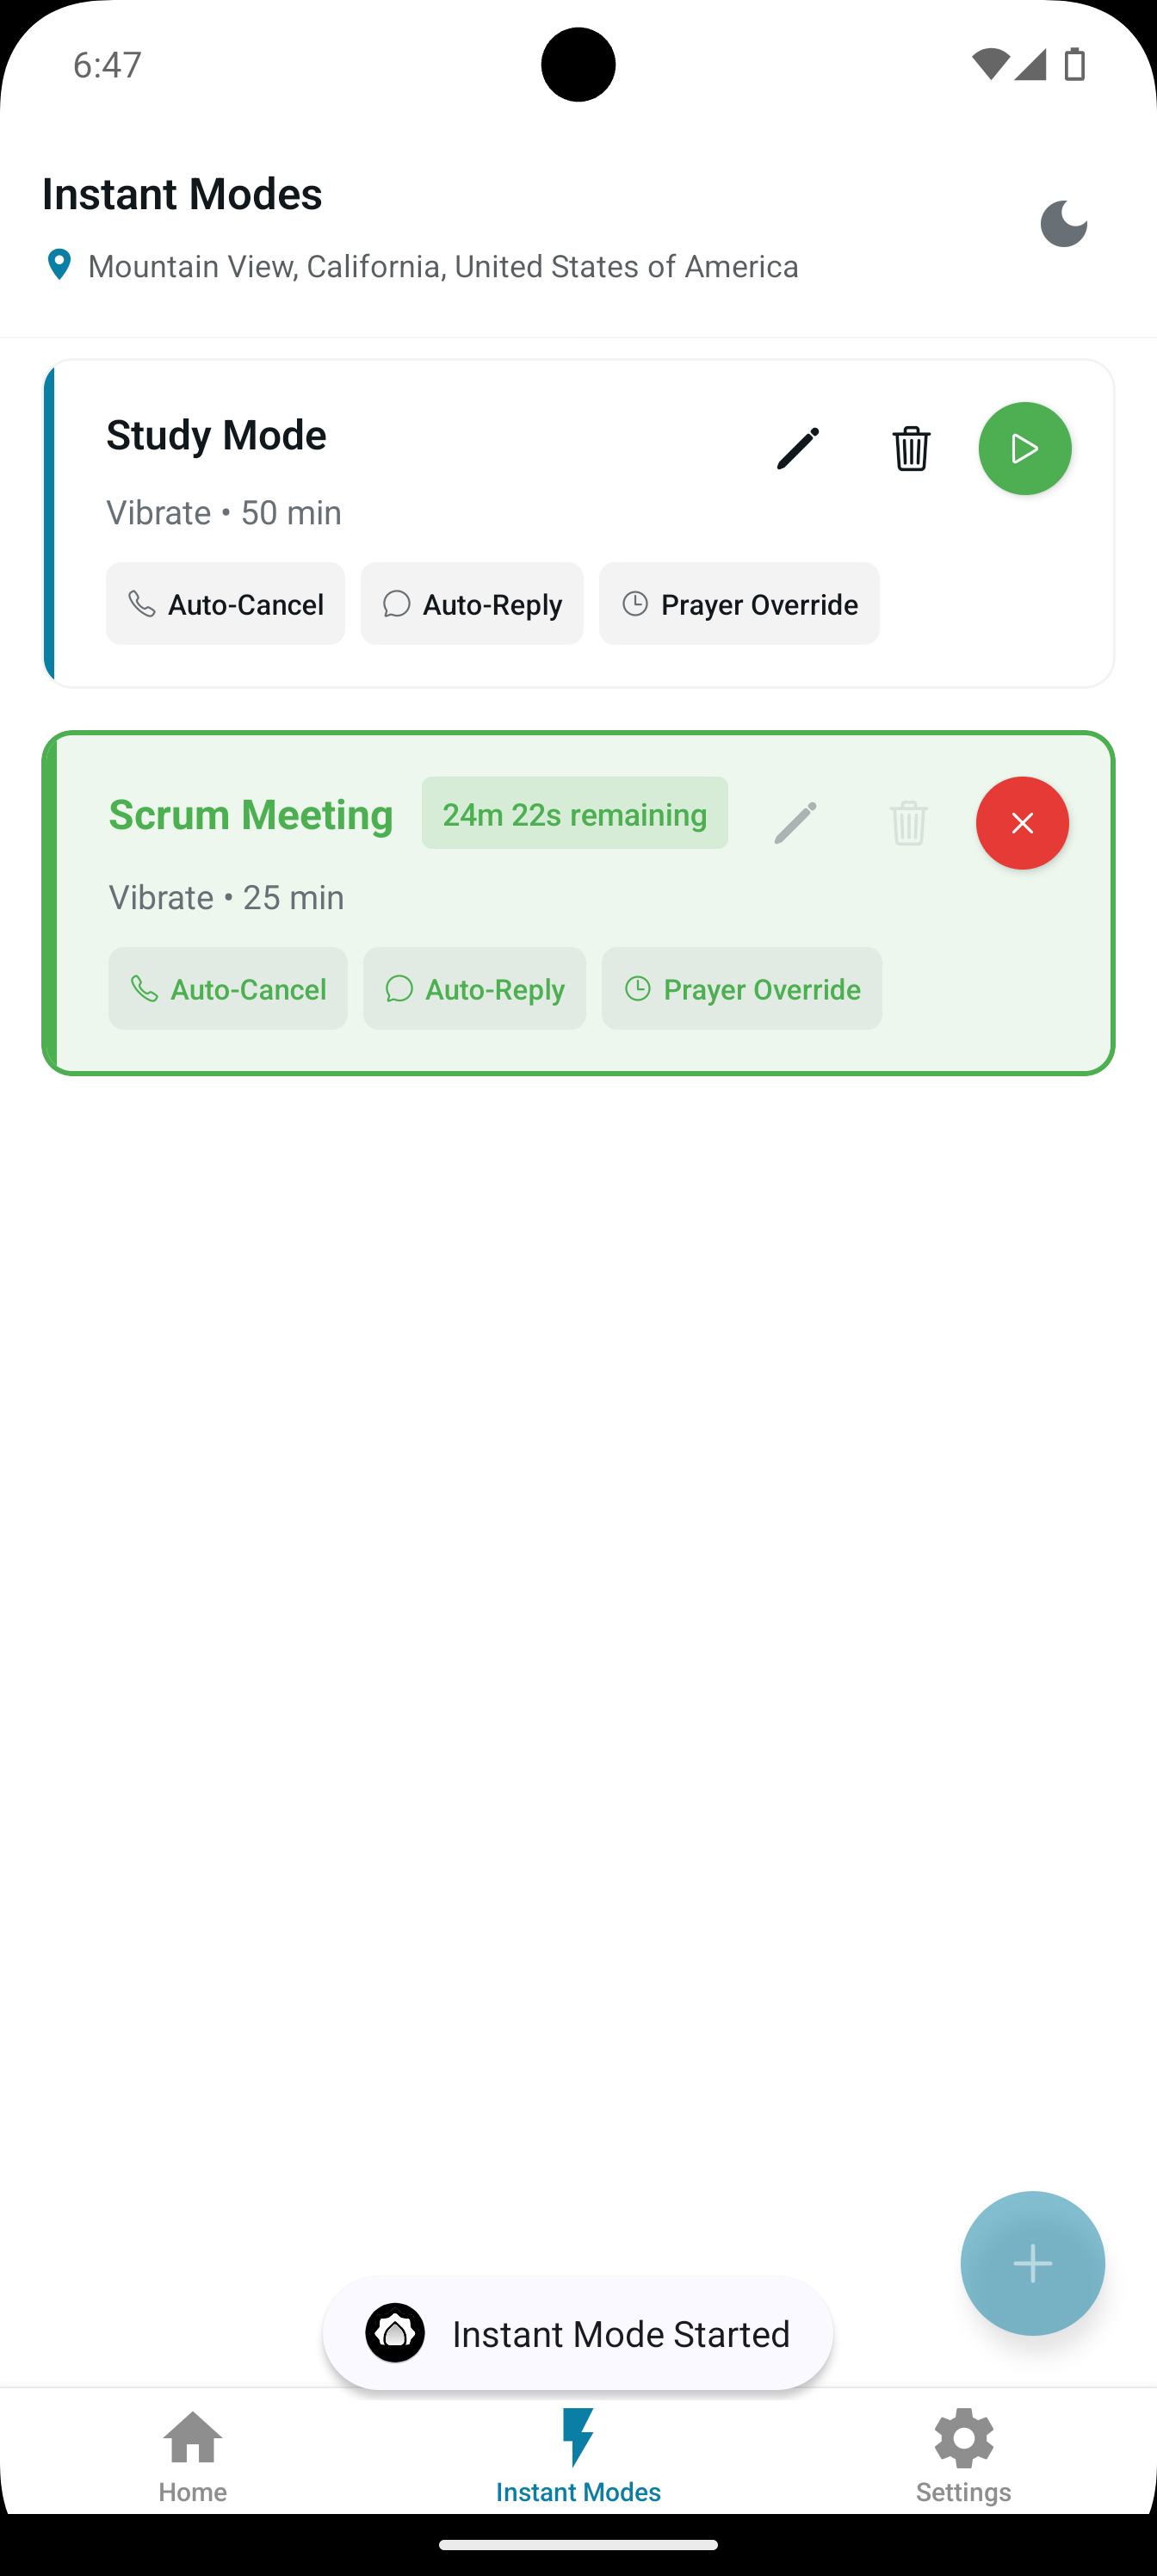 6:47
Instant Modes
Mountain View, California, United States of America
Study Mode
Vibrate • 50 min
Auto-Cancel Auto-Reply Prayer Override
Scrum Meeting 24m 22s remaining
Vibrate • 25 min
Auto-Cancel Auto-Reply Prayer Override
Instant Mode Started
Home Instant Modes Settings